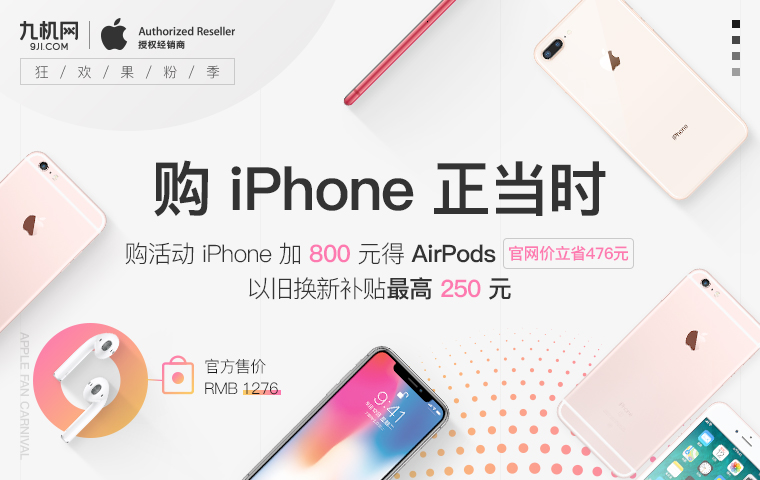 九机网
9JI.COM
Authorized Reseller
授权经销商
狂 / 欢 / 果 / 粉 / 季
iPhone
购 iPhone 正当时
购活动 iPhone 加 800 元得 AirPods 官网价立省476元
以旧换新补贴最高 250 元
APPLE FAN CARNIVAL
官方售价
RMB 1276
9:41
iPhone